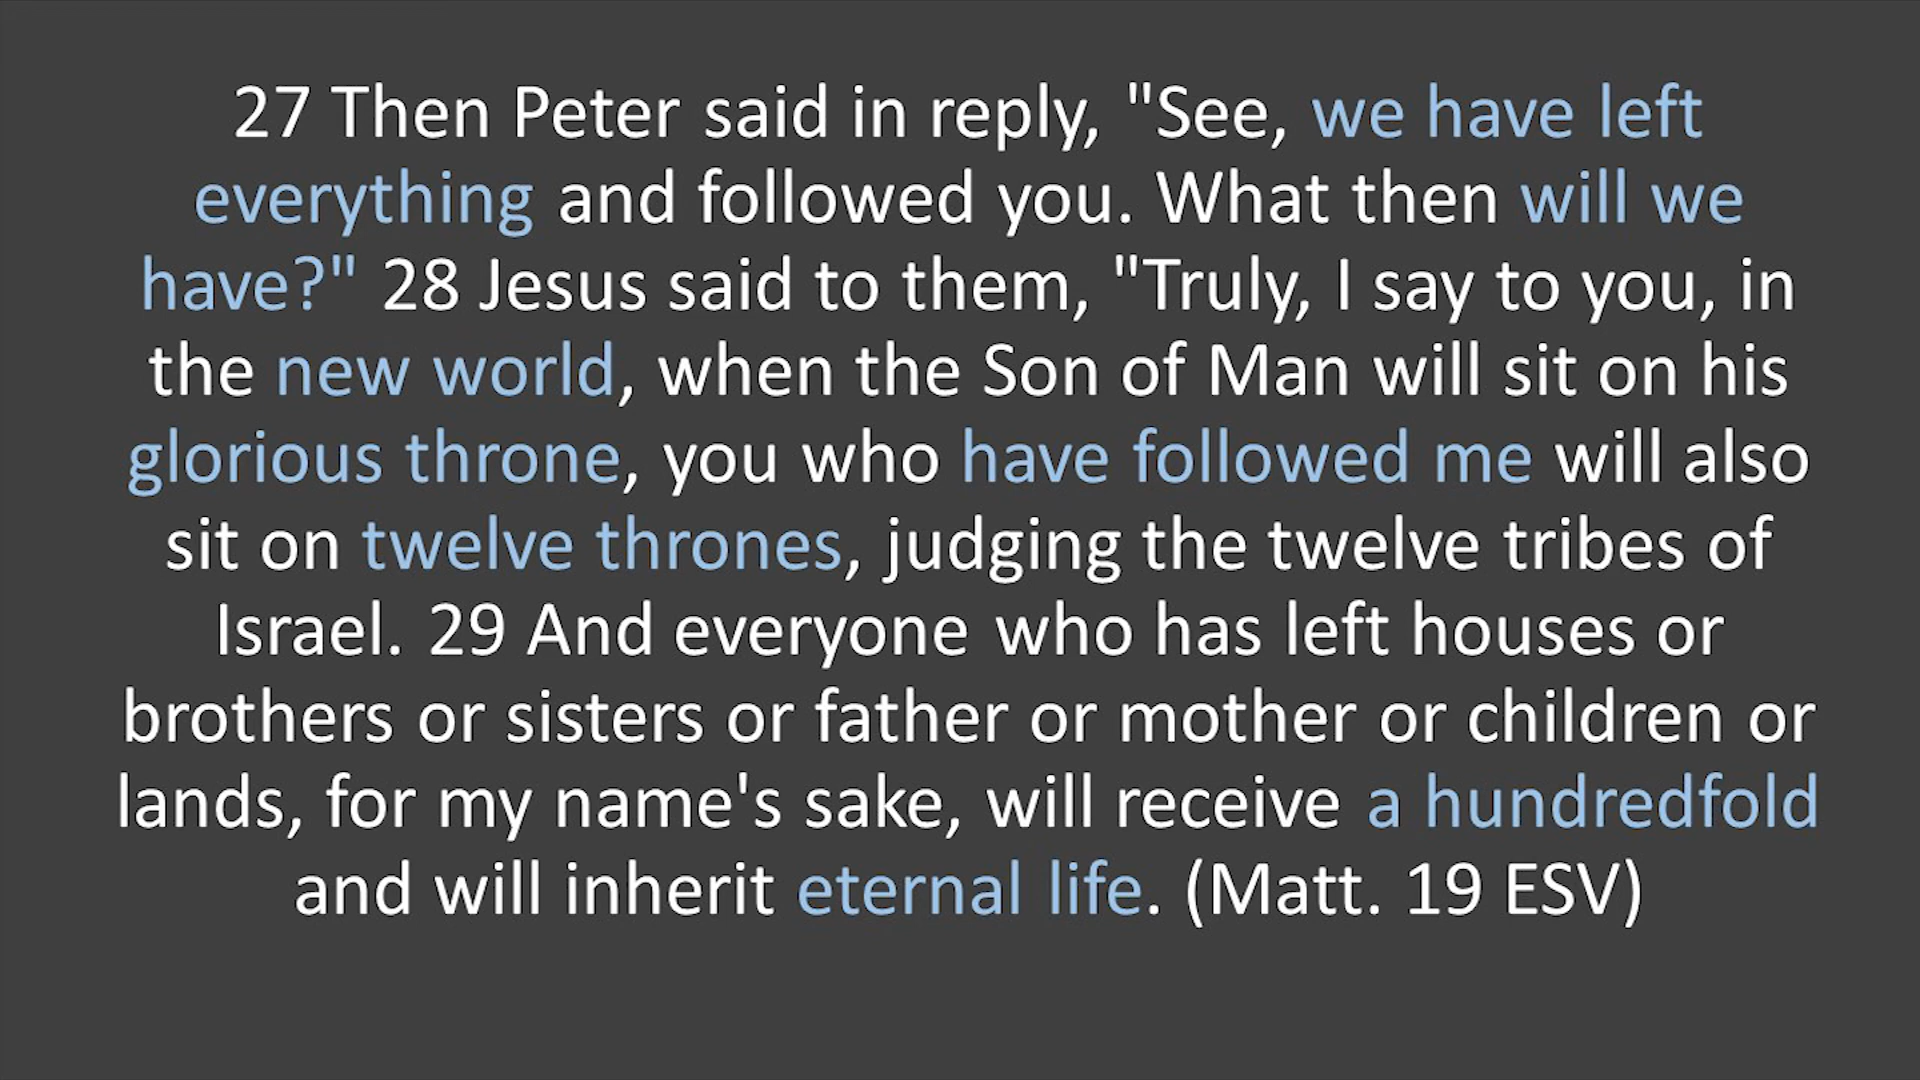 27 Then Peter said in reply, "See, we have left
everything and followed you. What then will we
have?" 28 Jesus said to them, "Truly, I say to you, in
the new world, when the Son of Man will sit on his
glorious throne, you who have followed me will also
sit on twelve thrones, judging the twelve tribes of
Israel. 29 And everyone who has left houses or
brothers or sisters or father or mother or children or
lands, for my name's sake, will receive a hundredfold
and will inherit eternal life. (Matt. 19 ESV)